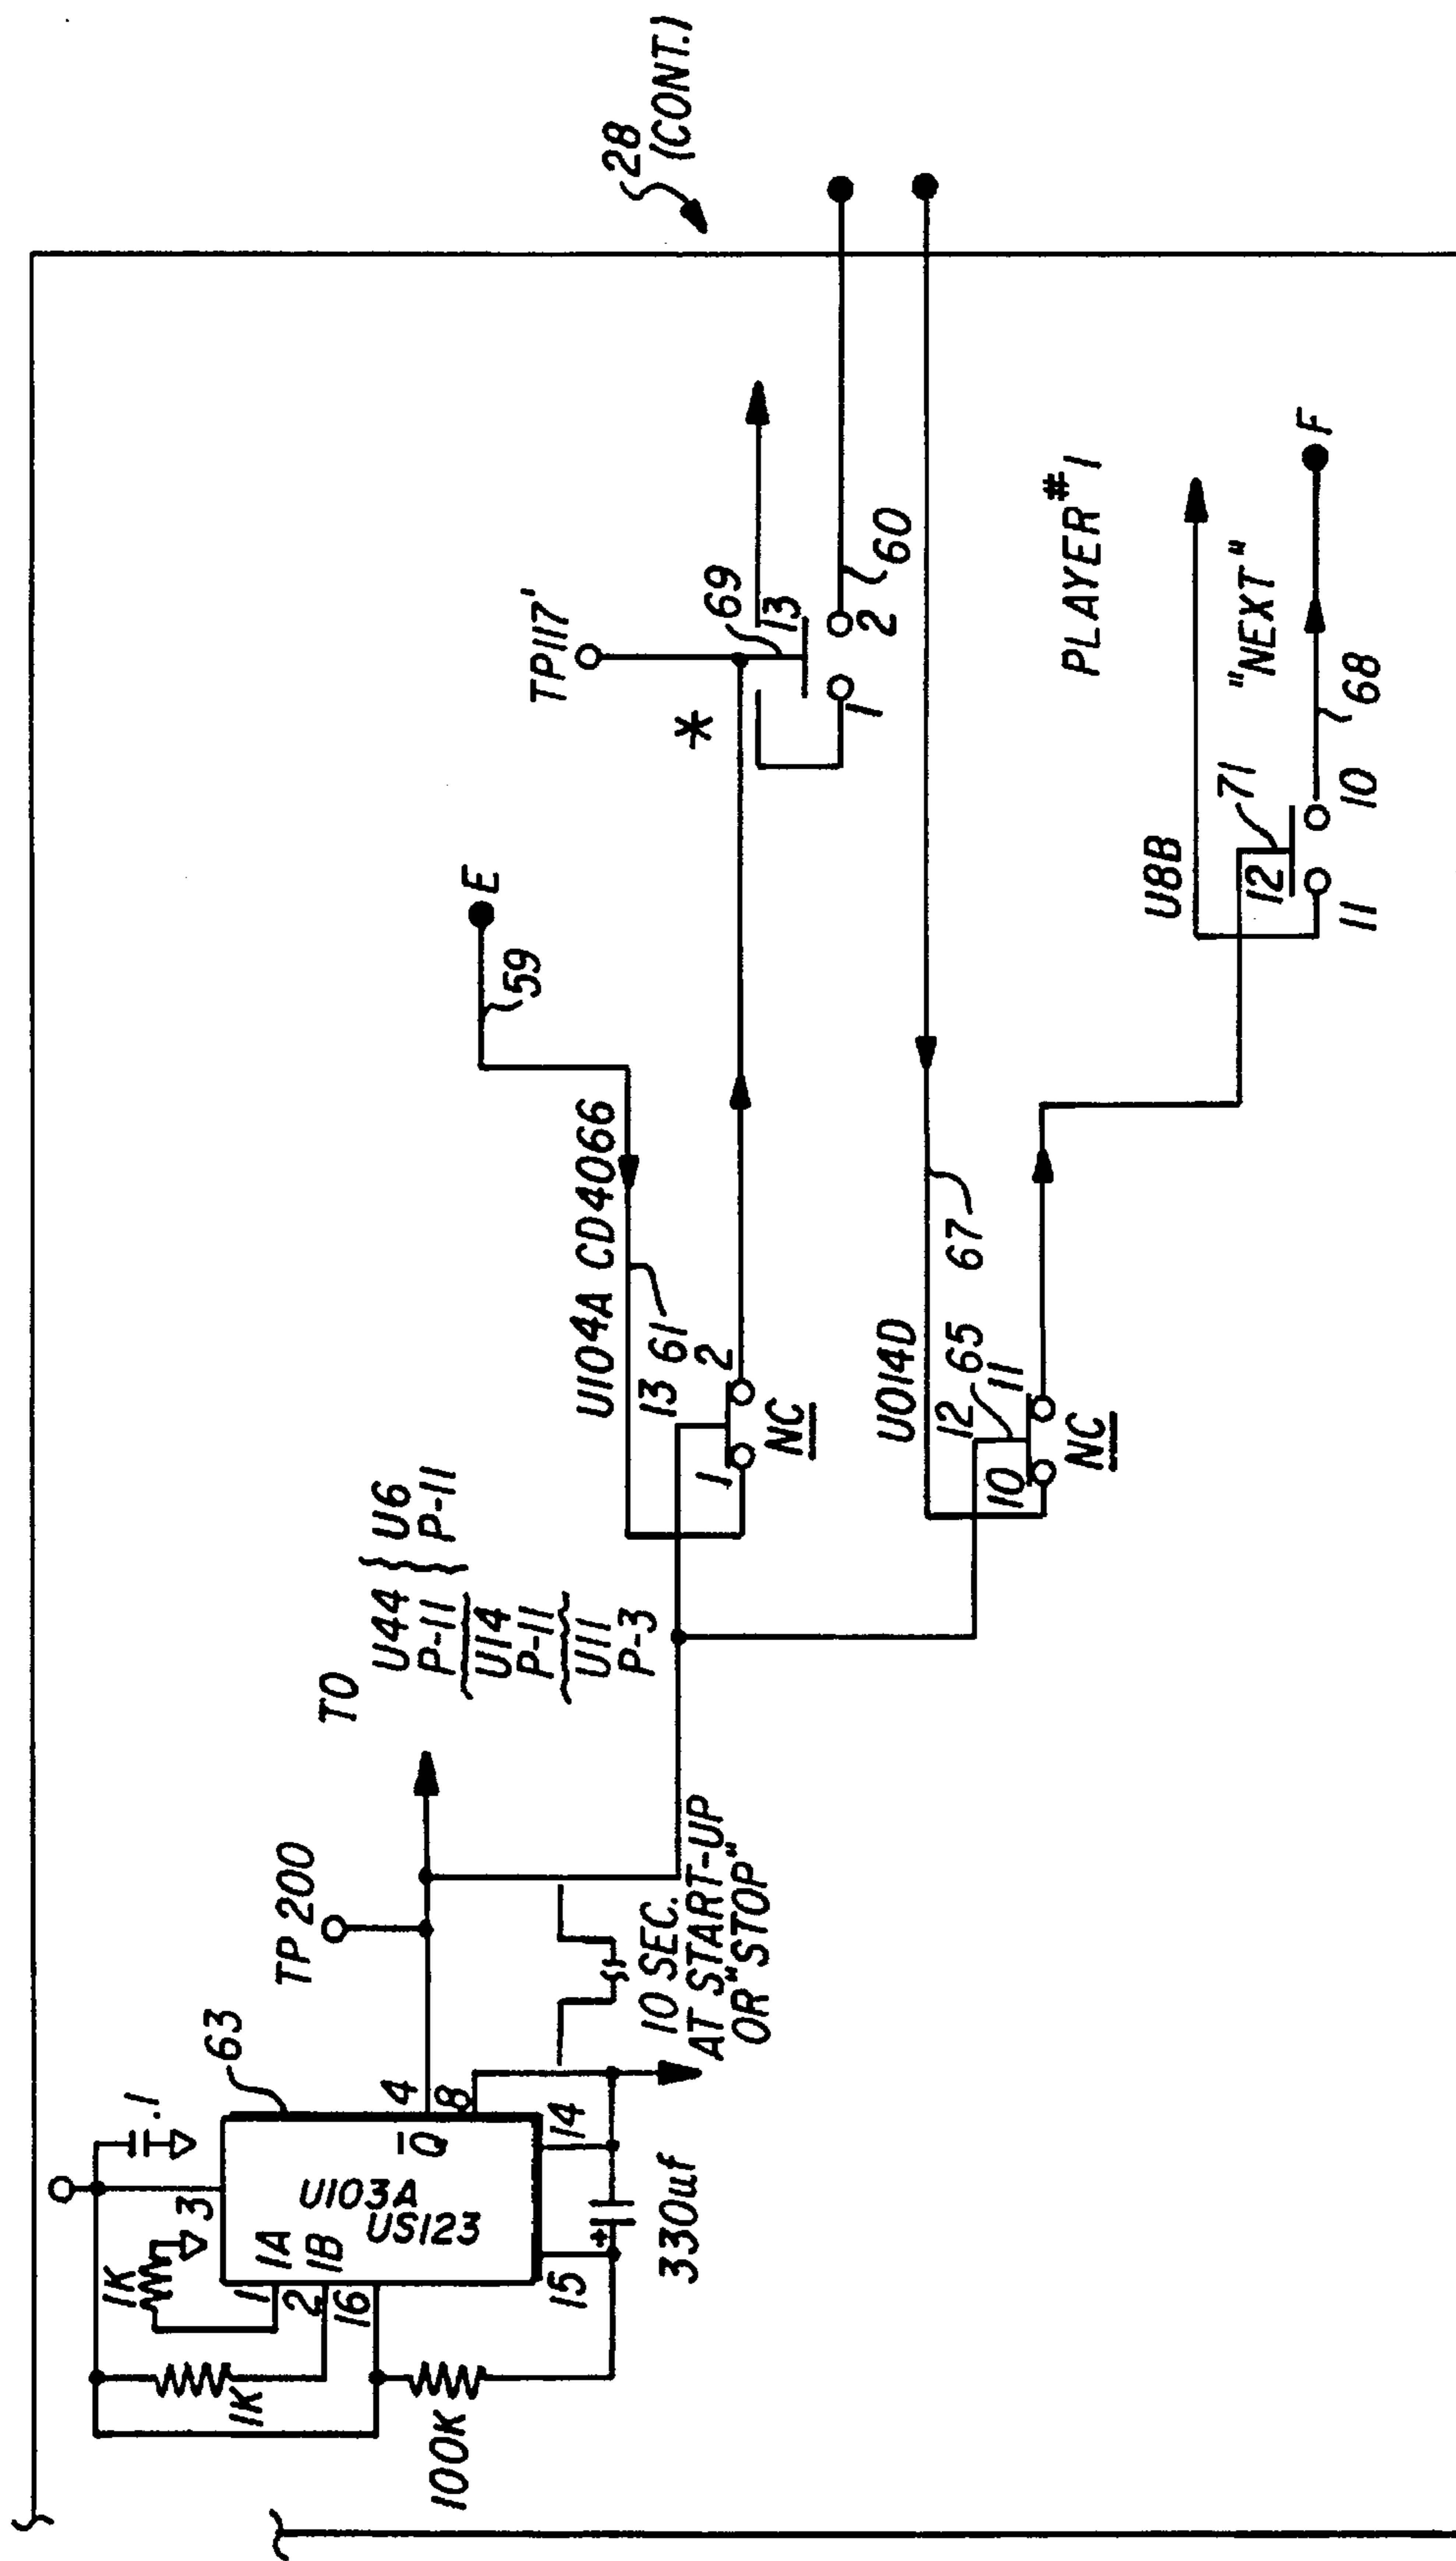 28
(CONT.)
TP117'
69
13
*
1
2
60
E
59
U104A CD4066
13
61
2
1
NC
U014D
12
65
11
67
10
NC
PLAYER #1
U8B
"NEXT"
71
12
11
10
68
F
TO
U44
P-11
U6
P-11
U14
P-11
U11
P-3
TP 200
63
.1
3
1K
1
1A
2
1B
16
U103A
US123
Q
4
8
14
15
1K
100K
330uf
10 SEC.
AT START-UP
OR "STOP"